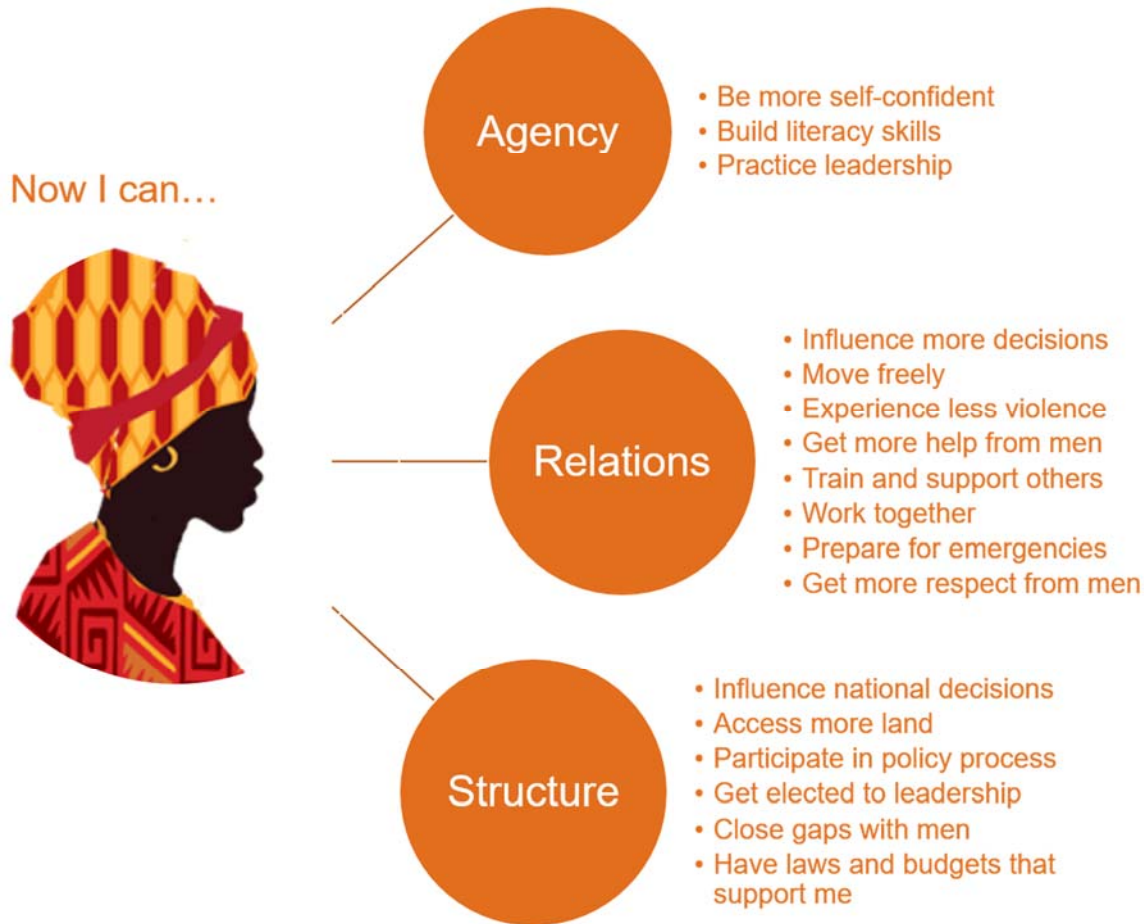 Now I can…
Agency
• Be more self-confident
• Build literacy skills
• Practice leadership
Relations
• Influence more decisions
• Move freely
• Experience less violence
• Get more help from men
• Train and support others
• Work together
• Prepare for emergencies
• Get more respect from men
Structure
• Influence national decisions
• Access more land
• Participate in policy process
• Get elected to leadership
• Close gaps with men
• Have laws and budgets that
support me